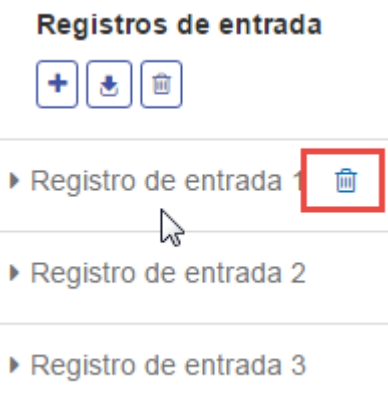 Registros de entrada
Registro de entrada 1
Registro de entrada 2
Registro de entrada 3